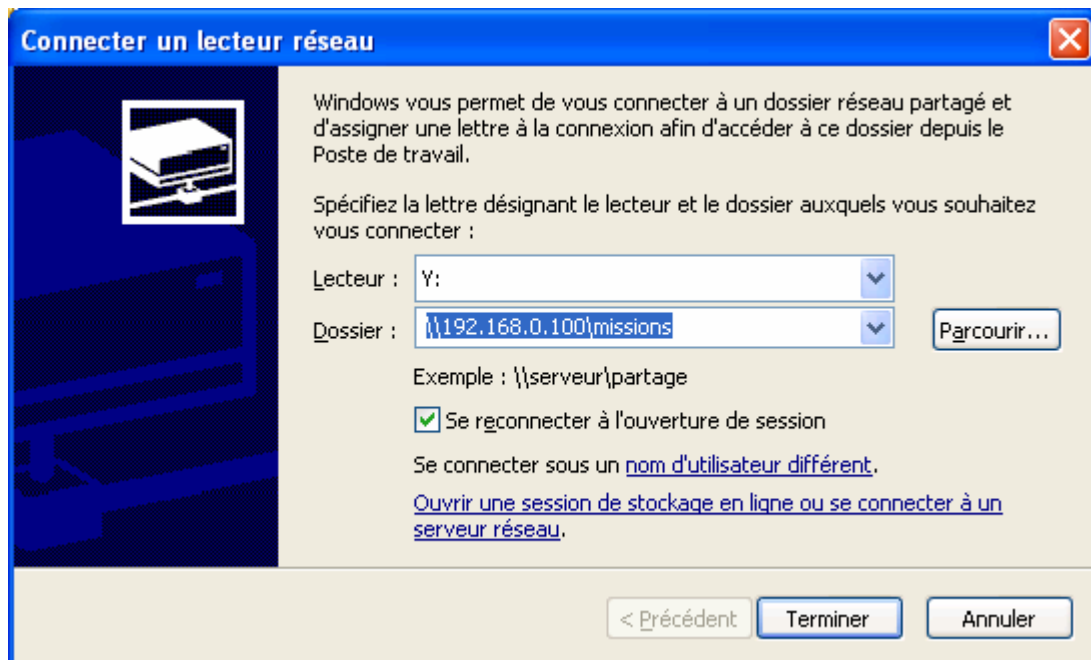 Connecter un lecteur réseau
Windows vous permet de vous connecter à un dossier réseau partagé et
d'assigner une lettre à la connexion afin d'accéder à ce dossier depuis le
Poste de travail.
Spécifiez la lettre désignant le lecteur et le dossier auxquels vous souhaitez
vous connecter :
Lecteur : Y:
Dossier : \\192.168.0.100\missions Parcourir...
Exemple : \\serveur\partage
Se reconnecter à l'ouverture de session
Se connecter sous un nom d'utilisateur différent.
Ouvrir une session de stockage en ligne ou se connecter à un
serveur réseau.
< Précédent Terminer Annuler